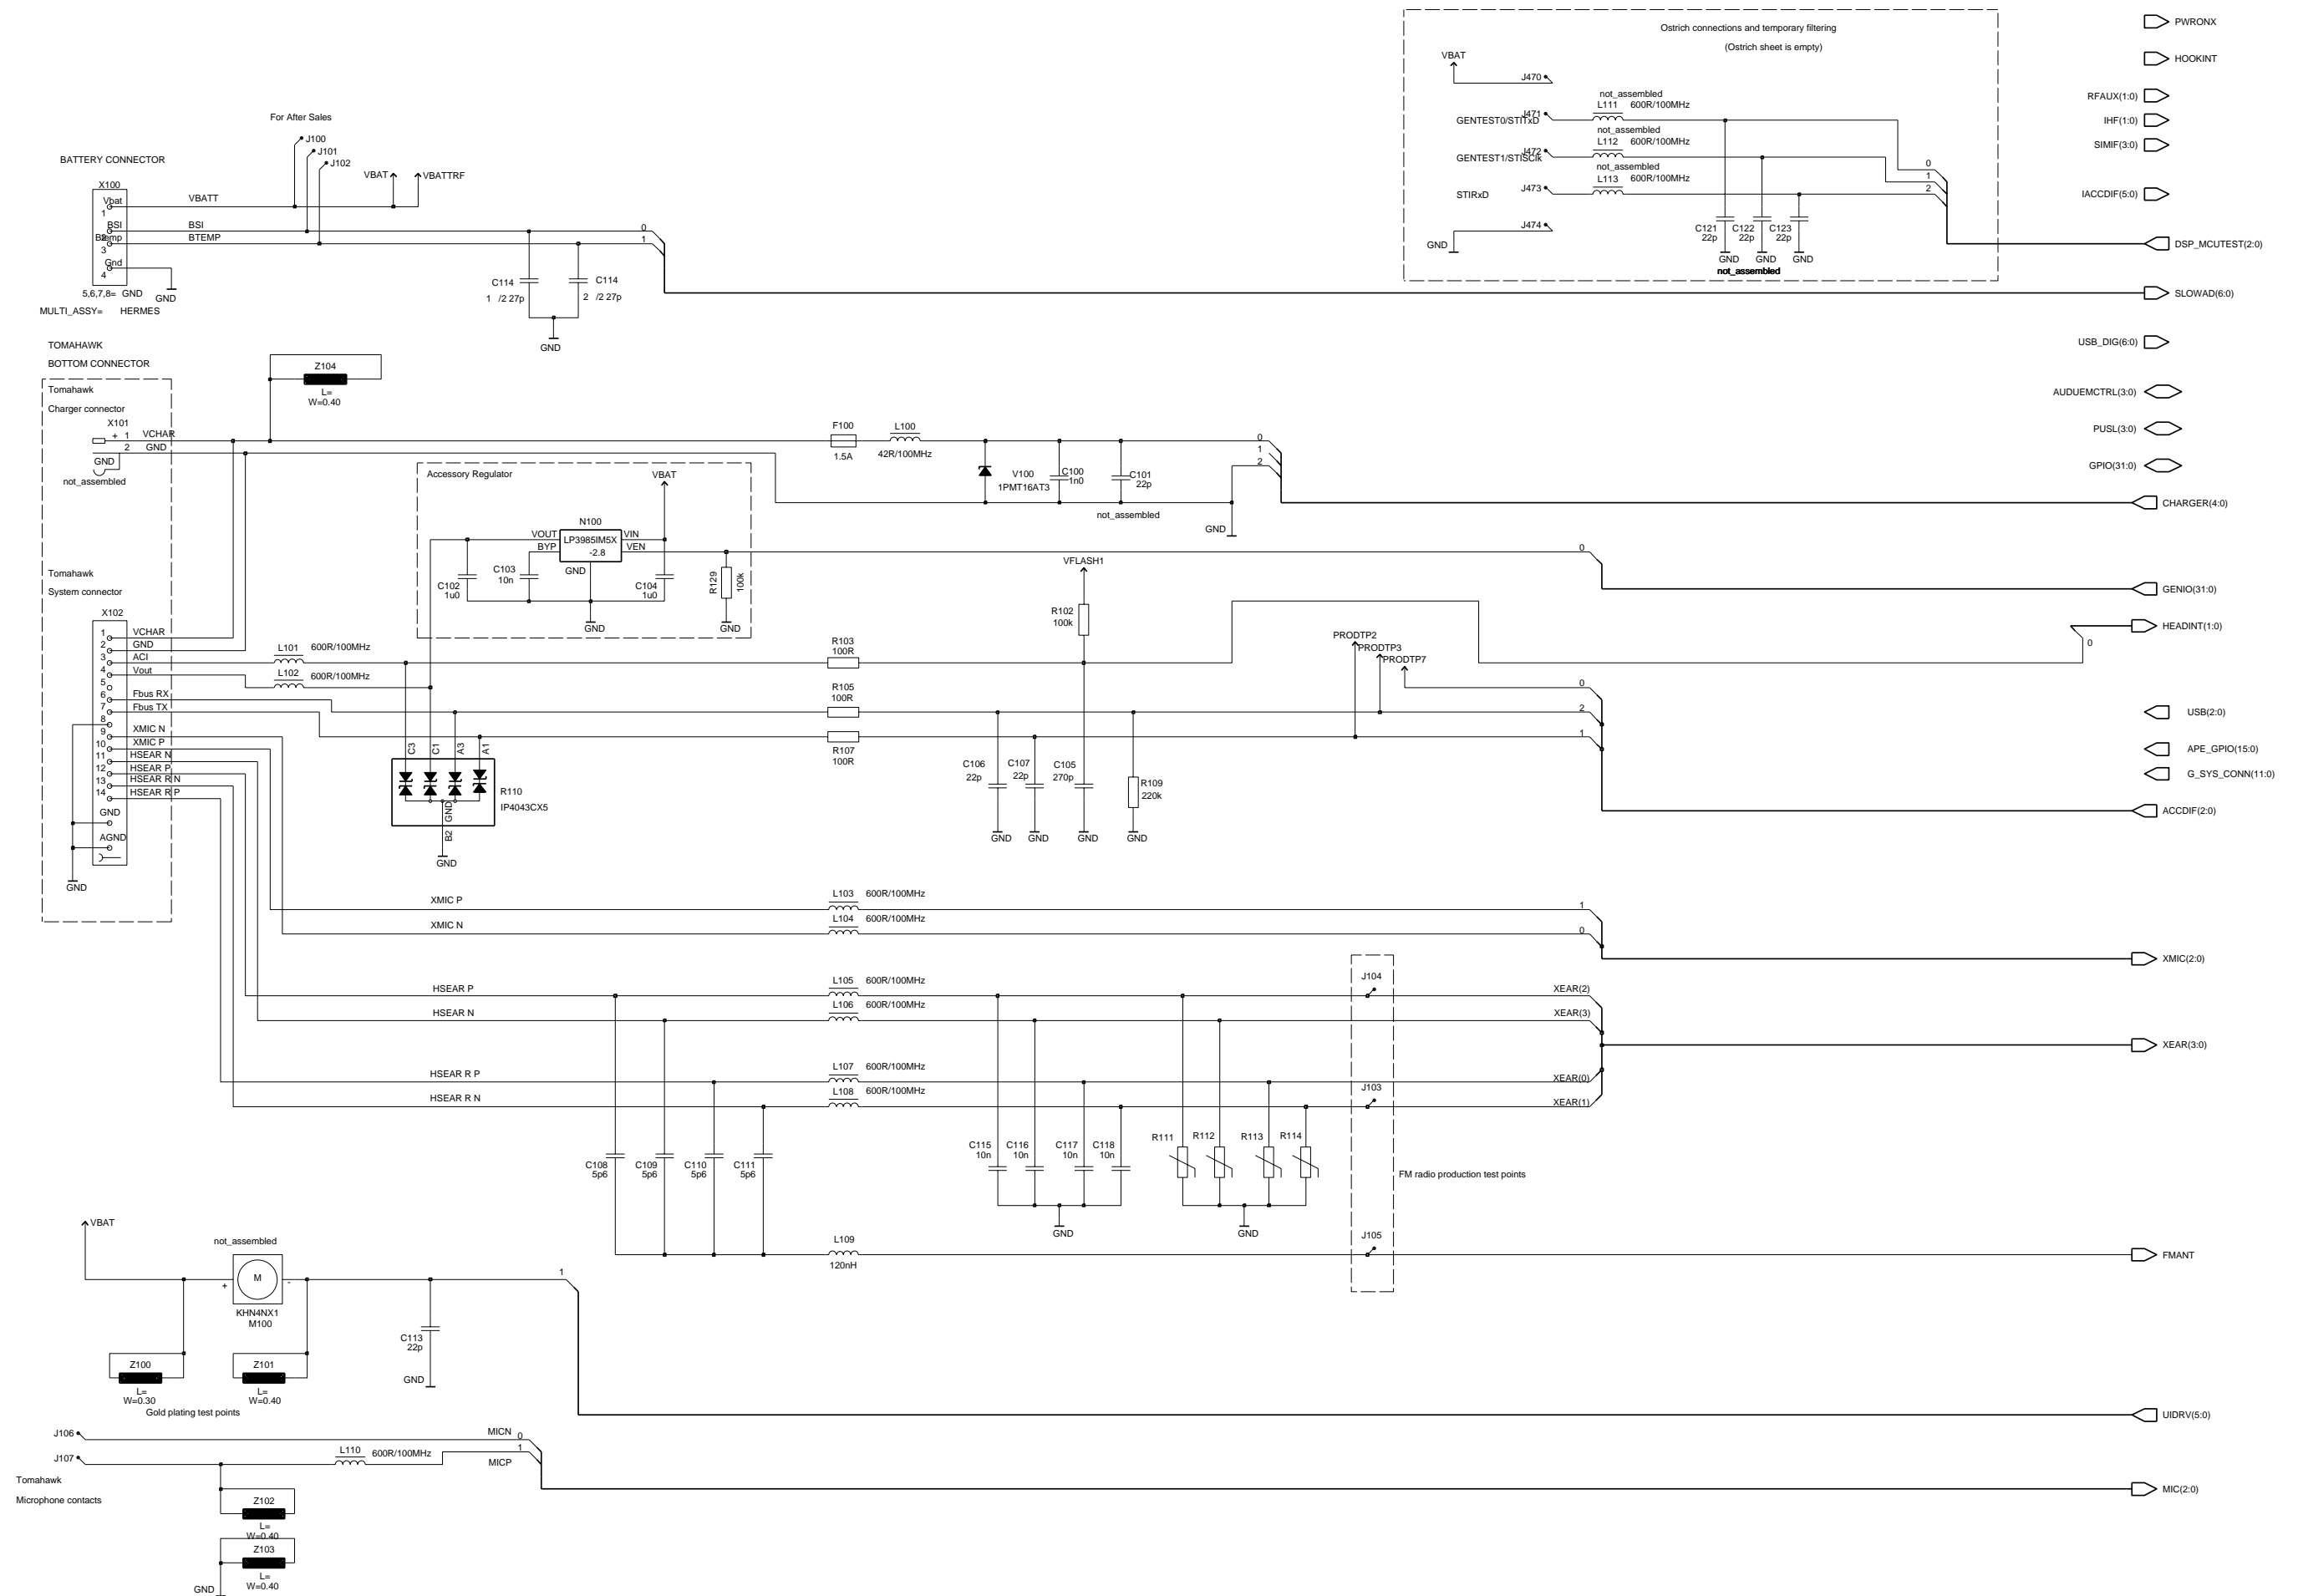 Ostrich connections and temporary filtering
(Ostrich sheet is empty)
VBAT
J470
not_assembled
L111 600R/100MHz
GENTEST0/STITxD
J471
not_assembled
L112 600R/100MHz
GENTEST1/STISClk
J472
not_assembled
L113 600R/100MHz
STIRxD
J473
J474
GND
0
1
2
C121
22p
C122
22p
C123
22p
GND
GND
GND
not_assembled
PWRONX
HOOKINT
RFAUX(1:0)
IHF(1:0)
SIMIF(3:0)
IACCDIF(5:0)
DSP_MCUTEST(2:0)
SLOWAD(6:0)
USB_DIG(6:0)
AUDUEMCTRL(3:0)
PUSL(3:0)
GPIO(31:0)
CHARGER(4:0)
GENIO(31:0)
HEADINT(1:0)
USB(2:0)
APE_GPIO(15:0)
G_SYS_CONN(11:0)
ACCDIF(2:0)
XMIC(2:0)
XEAR(3:0)
FMANT
UIDRV(5:0)
MIC(2:0)
For After Sales
J100
J101
J102
BATTERY CONNECTOR
X100
Vbat
1
BSI
2
Btemp
3
Gnd
4
5,6,7,8= GND
GND
MULTI_ASSY= HERMES
VBATT
BSI
BTEMP
VBAT
VBATTRF
0
1
C114
1 /2 27p
C114
2 /2 27p
GND
TOMAHAWK
BOTTOM CONNECTOR
Tomahawk
Charger connector
X101
+ 1 VCHAR
2 GND
GND
not_assembled
Z104
L=
W=0.40
F100
1.5A
L100
42R/100MHz
V100
1PMT16AT3
C100
1n0
C101
22p
not_assembled
0
1
2
GND
Accessory Regulator
VBAT
N100
VOUT
VIN
LP3985IM5X
BYP
VEN
-2.8
GND
C102
1u0
C103
10n
C104
1u0
R129
100k
GND
GND
0
VFLASH1
R102
100k
Tomahawk
System connector
X102
1 VCHAR
2 GND
3 ACI
4 Vout
5
6 Fbus RX
7 Fbus TX
8
9 XMIC N
10 XMIC P
11 HSEAR N
12 HSEAR P
13 HSEAR R N
14 HSEAR R P
GND
AGND
GND
L101 600R/100MHz
L102 600R/100MHz
R103
100R
R105
100R
R107
100R
PRODTP2
PRODTP3
PRODTP7
0
0
2
1
C3
C1
A3
A1
R110
IP4043CX5
GND
B2
GND
C106
22p
C107
22p
C105
270p
R109
220k
GND
GND
GND
GND
XMIC P
L103 600R/100MHz
XMIC N
L104 600R/100MHz
1
0
HSEAR P
L105 600R/100MHz
HSEAR N
L106 600R/100MHz
J104
XEAR(2)
XEAR(3)
HSEAR R P
L107 600R/100MHz
HSEAR R N
L108 600R/100MHz
J103
XEAR(0)
XEAR(1)
C108
5p6
C109
5p6
C110
5p6
C111
5p6
C115
10n
C116
10n
C117
10n
C118
10n
R111
R112
R113
R114
GND
GND
FM radio production test points
L109
120nH
J105
VBAT
not_assembled
M
+
-
KHN4NX1
M100
1
C113
22p
GND
Z100
L=
W=0.30
Z101
L=
W=0.40
Gold plating test points
J106
MICN 0
J107
L110 600R/100MHz
1
MICP
Tomahawk
Microphone contacts
Z102
L=
W=0.40
Z103
L=
W=0.40
GND